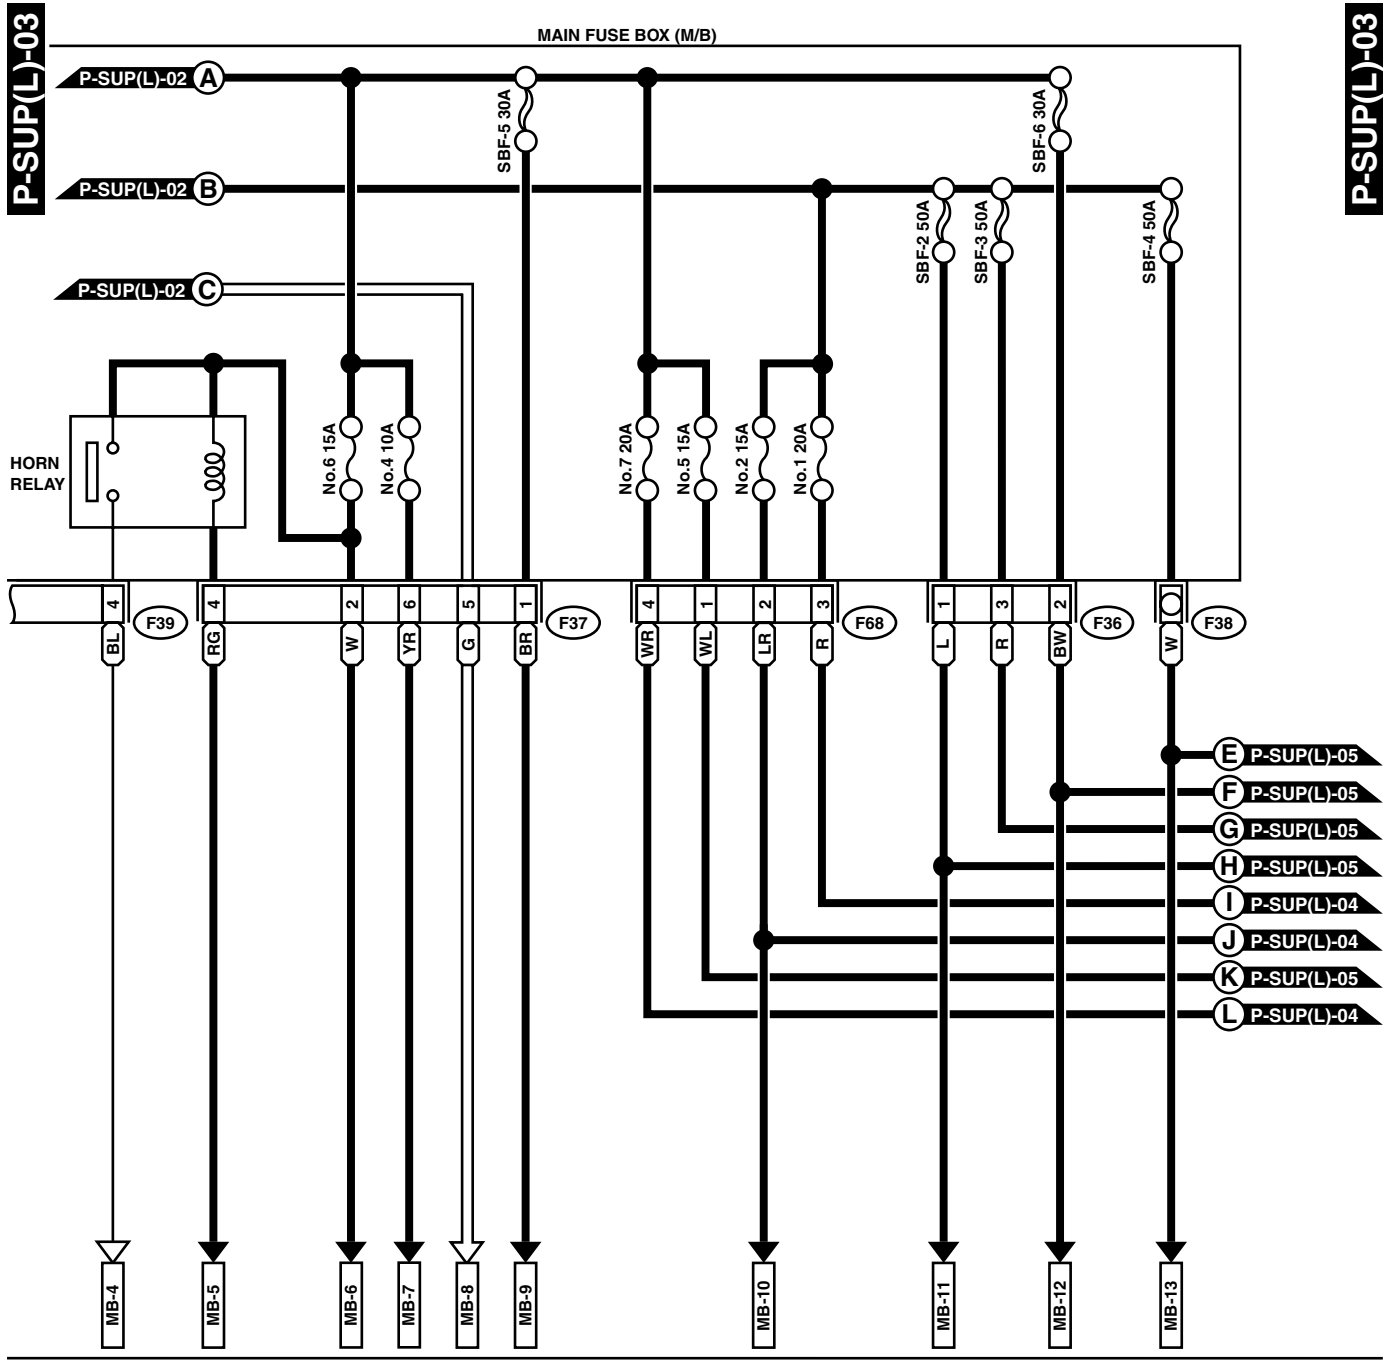 P-SUP(L)-03
P-SUP(L)-03
MAIN FUSE BOX (M/B)
P-SUP(L)-02 A
SBF-5 30A
SBF-6 30A
P-SUP(L)-02 B
SBF-2 50A
SBF-3 50A
SBF-4 50A
P-SUP(L)-02 C
HORN
RELAY
No.6 15A
No.4 10A
No.7 20A
No.5 15A
No.2 15A
No.1 20A
4
4
2
6
5
1
4
1
2
3
1
3
2
F39
F37
F68
F36
F38
BL
RG
W
YR
G
BR
WR
WL
LR
R
L
R
BW
W
E P-SUP(L)-05
F P-SUP(L)-05
G P-SUP(L)-05
H P-SUP(L)-05
I P-SUP(L)-04
J P-SUP(L)-04
K P-SUP(L)-05
L P-SUP(L)-04
MB-4
MB-5
MB-6
MB-7
MB-8
MB-9
MB-10
MB-11
MB-12
MB-13